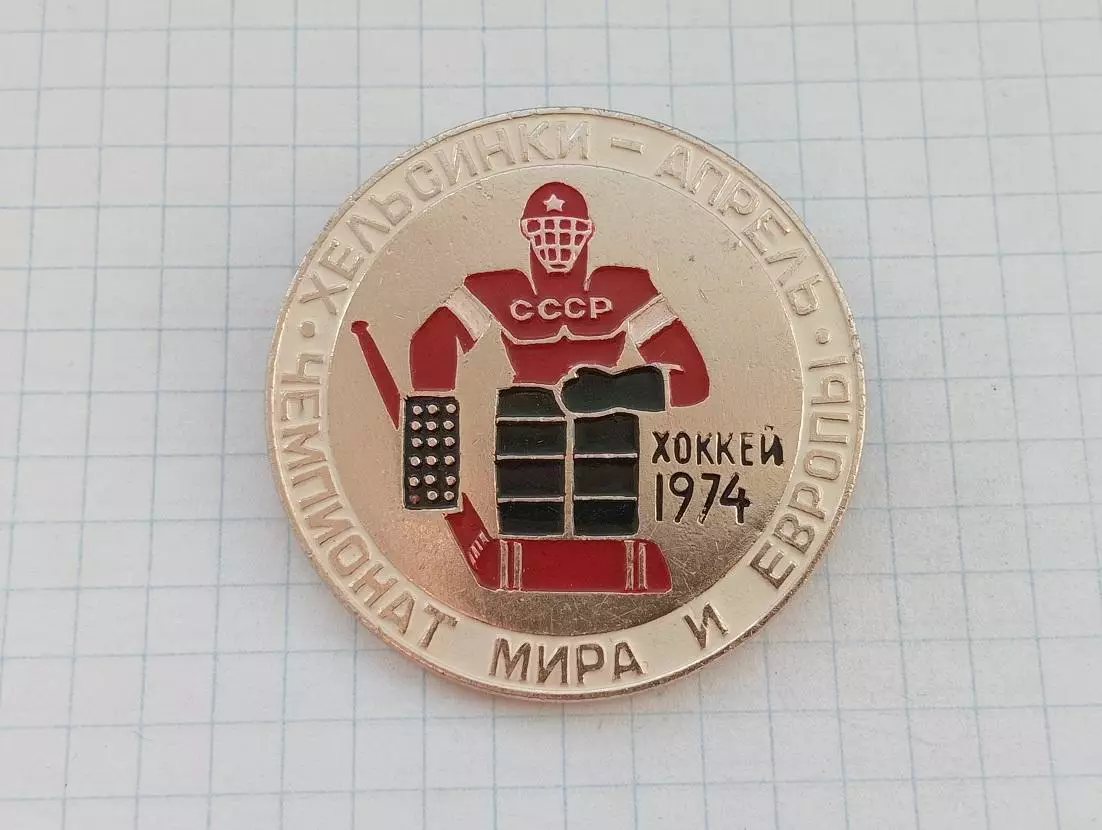 ХЕЛЬСИНКИ – АПРЕЛЬ
· ЧЕМПИОНАТ МИРА И ЕВРОПЫ ·
СССР
ХОККЕЙ
1974